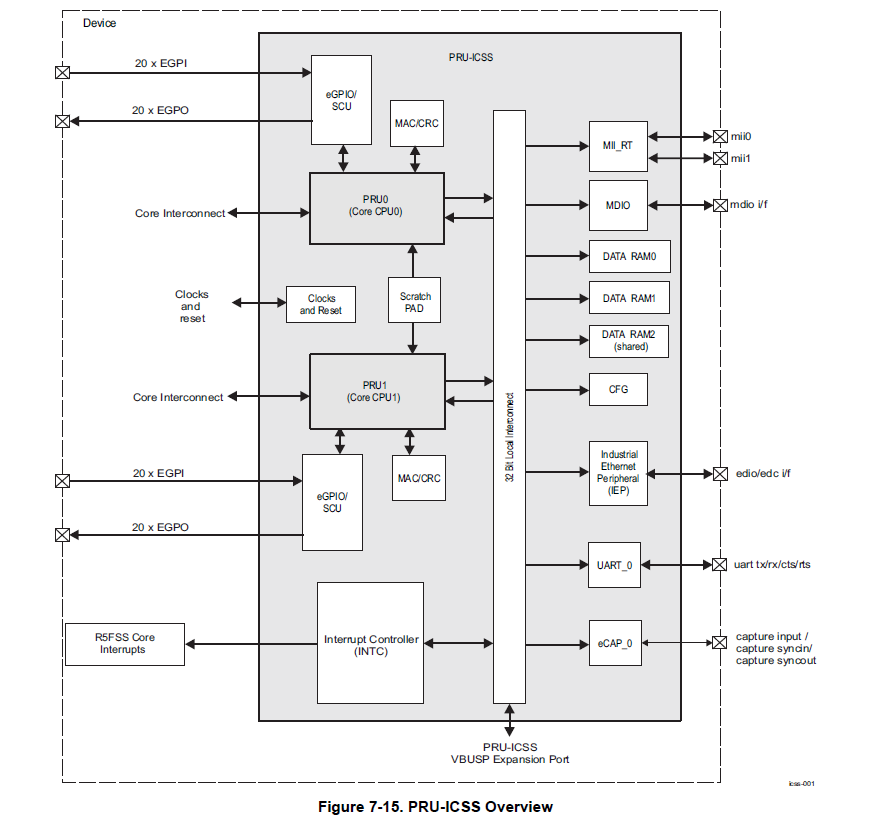 Device
PRU-ICSS
20 x EGPI
eGPIO/
SCU
20 x EGPO
MAC/CRC
MII_RT
mii0
mii1
PRU0
(Core CPU0)
MDIO
mdio i/f
Core Interconnect
DATA RAM0
Clocks
and
reset
Clocks
and Reset
Scratch
PAD
DATA RAM1
DATA RAM2
(shared)
PRU1
(Core CPU1)
CFG
Core Interconnect
32 Bit Local Interconnect
20 x EGPI
eGPIO/
SCU
MAC/CRC
Industrial
Ethernet
Peripheral
(IEP)
edio/edc i/f
20 x EGPO
UART_0
uart tx/rx/cts/rts
R5FSS Core
Interrupts
Interrupt Controller
(INTC)
eCAP_0
capture input /
capture syncin/
capture syncout
PRU-ICSS
VBUSP Expansion Port
icss-001
Figure 7-15. PRU-ICSS Overview